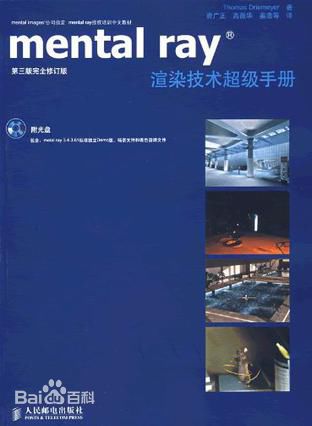 mental images®公司指定 mental ray授权培训中文教材
Thomas Driemeyer 著
mental ray®
第三版完全修订版
渲染技术超级手册
附光盘
Bai百科
人民邮电出版社
POSTS & TELECOM PRESS